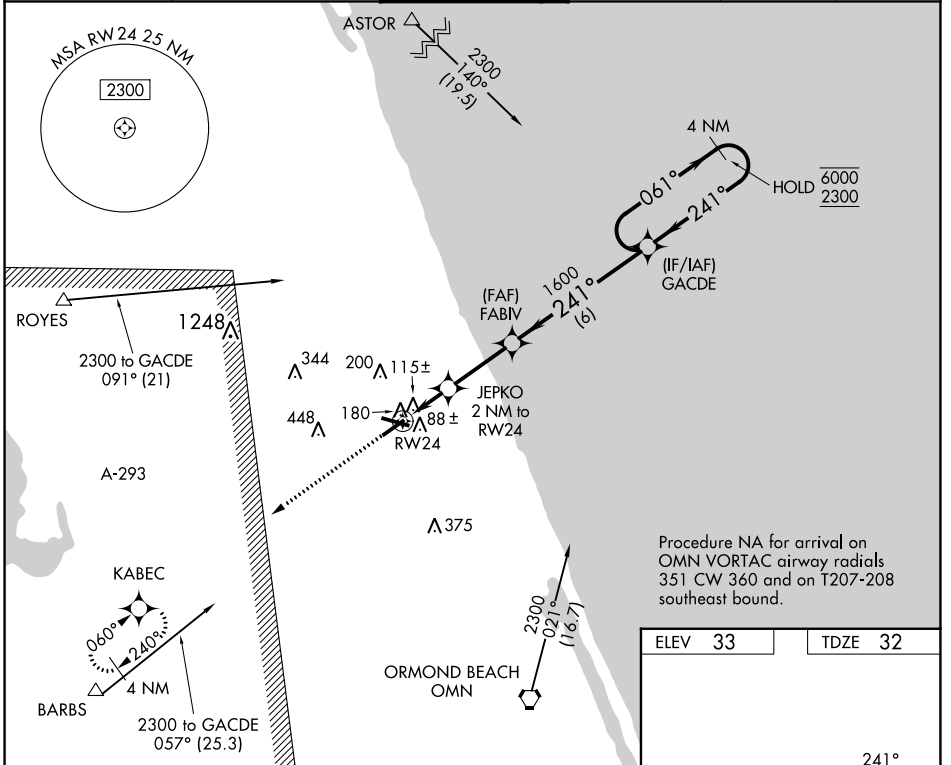 MSA RW24 25 NM
2300
ASTOR
2300
140°
(19.5)
4 NM
061°
241°
HOLD
6000
2300
(IF/IAF)
GACDE
1600
241°
(6)
(FAF)
FABIV
ROYES
2300 to GACDE
091° (21)
1248
344
200
115±
448
180
88±
RW24
JEPKO
2 NM to
RW24
A-293
375
Procedure NA for arrival on
OMN VORTAC airway radials
351 CW 360 and on T207-208
southeast bound.
KABEC
060°
240°
4 NM
BARBS
2300 to GACDE
057° (25.3)
2300
021°
(16.7)
ORMOND BEACH
OMN
ELEV 33
TDZE 32
241°